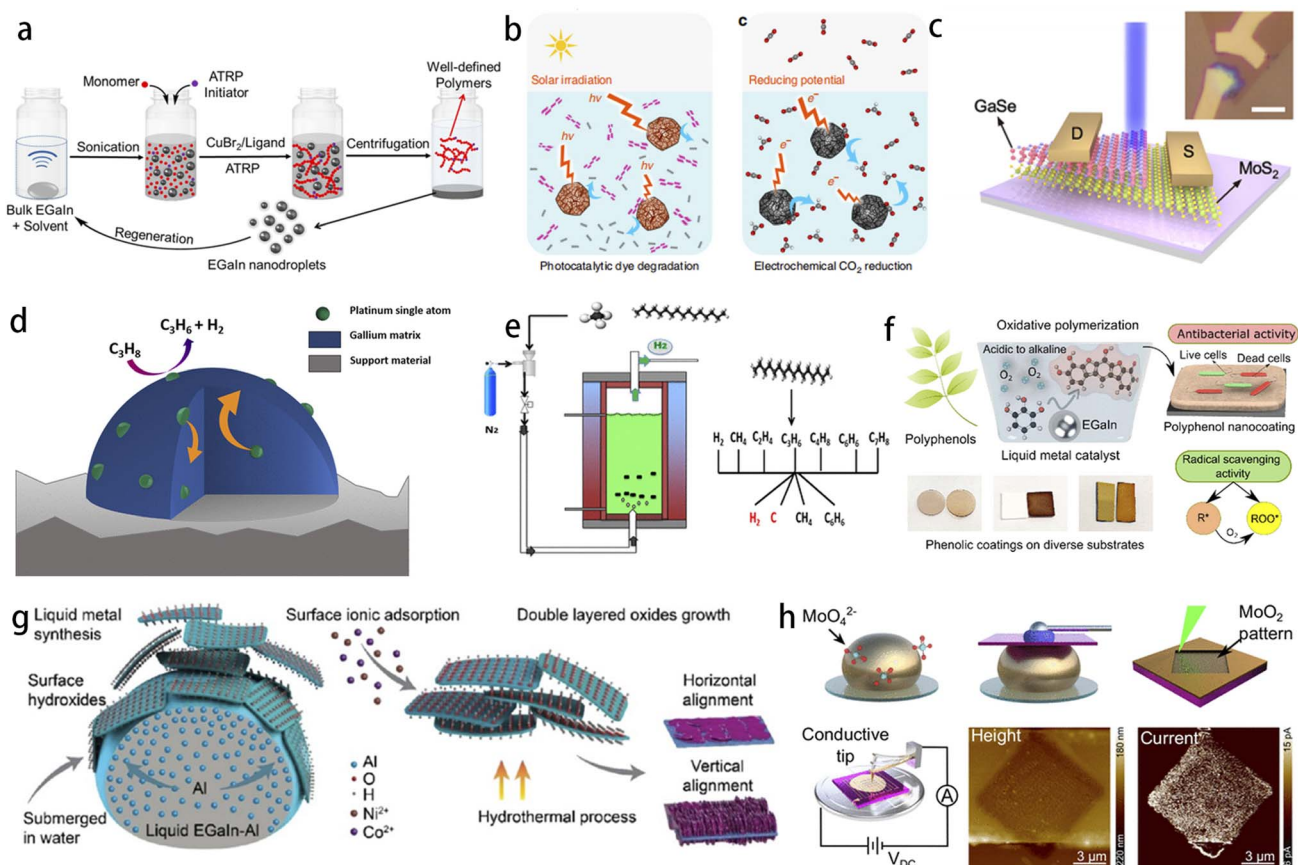 a
Monomer
ATRP
Initiator
Well-defined
Polymers
Sonication
CuBr₂/Ligand
ATRP
Centrifugation
Bulk EGaIn
+ Solvent
Regeneration
EGaIn nanodroplets
b
Solar irradiation
hv
hv
hv
Photocatalytic dye degradation
c
Reducing potential
e⁻
e⁻
e⁻
Electrochemical CO₂ reduction
c
GaSe
D
S
MoS₂
d
C₃H₆ + H₂
C₃H₈
Platinum single atom
Gallium matrix
Support material
e
H₂
N₂
H₂ CH₄ C₂H₄ C₃H₆ C₄H₈ C₆H₆ C₇H₈
H₂ C CH₄ C₆H₆
f
Oxidative polymerization
Acidic to alkaline
O₂
O₂
O₂
EGaIn
Polyphenols
Liquid metal catalyst
Antibacterial activity
Live cells
Dead cells
Polyphenol nanocoating
Radical scavenging
activity
R*
O₂
ROO*
Phenolic coatings on diverse substrates
g
Liquid metal
synthesis
Surface ionic adsorption
Double layered oxides growth
Surface
hydroxides
Al
Liquid EGaIn-Al
Submerged
in water
Al
O
H
Ni²⁺
Co²⁺
Hydrothermal process
Horizontal
alignment
Vertical
alignment
h
MoO₄²⁻
MoO₂
pattern
Conductive
tip
A
V_DC
Height
3 μm
180 nm
220 nm
Current
3 μm
15 pA